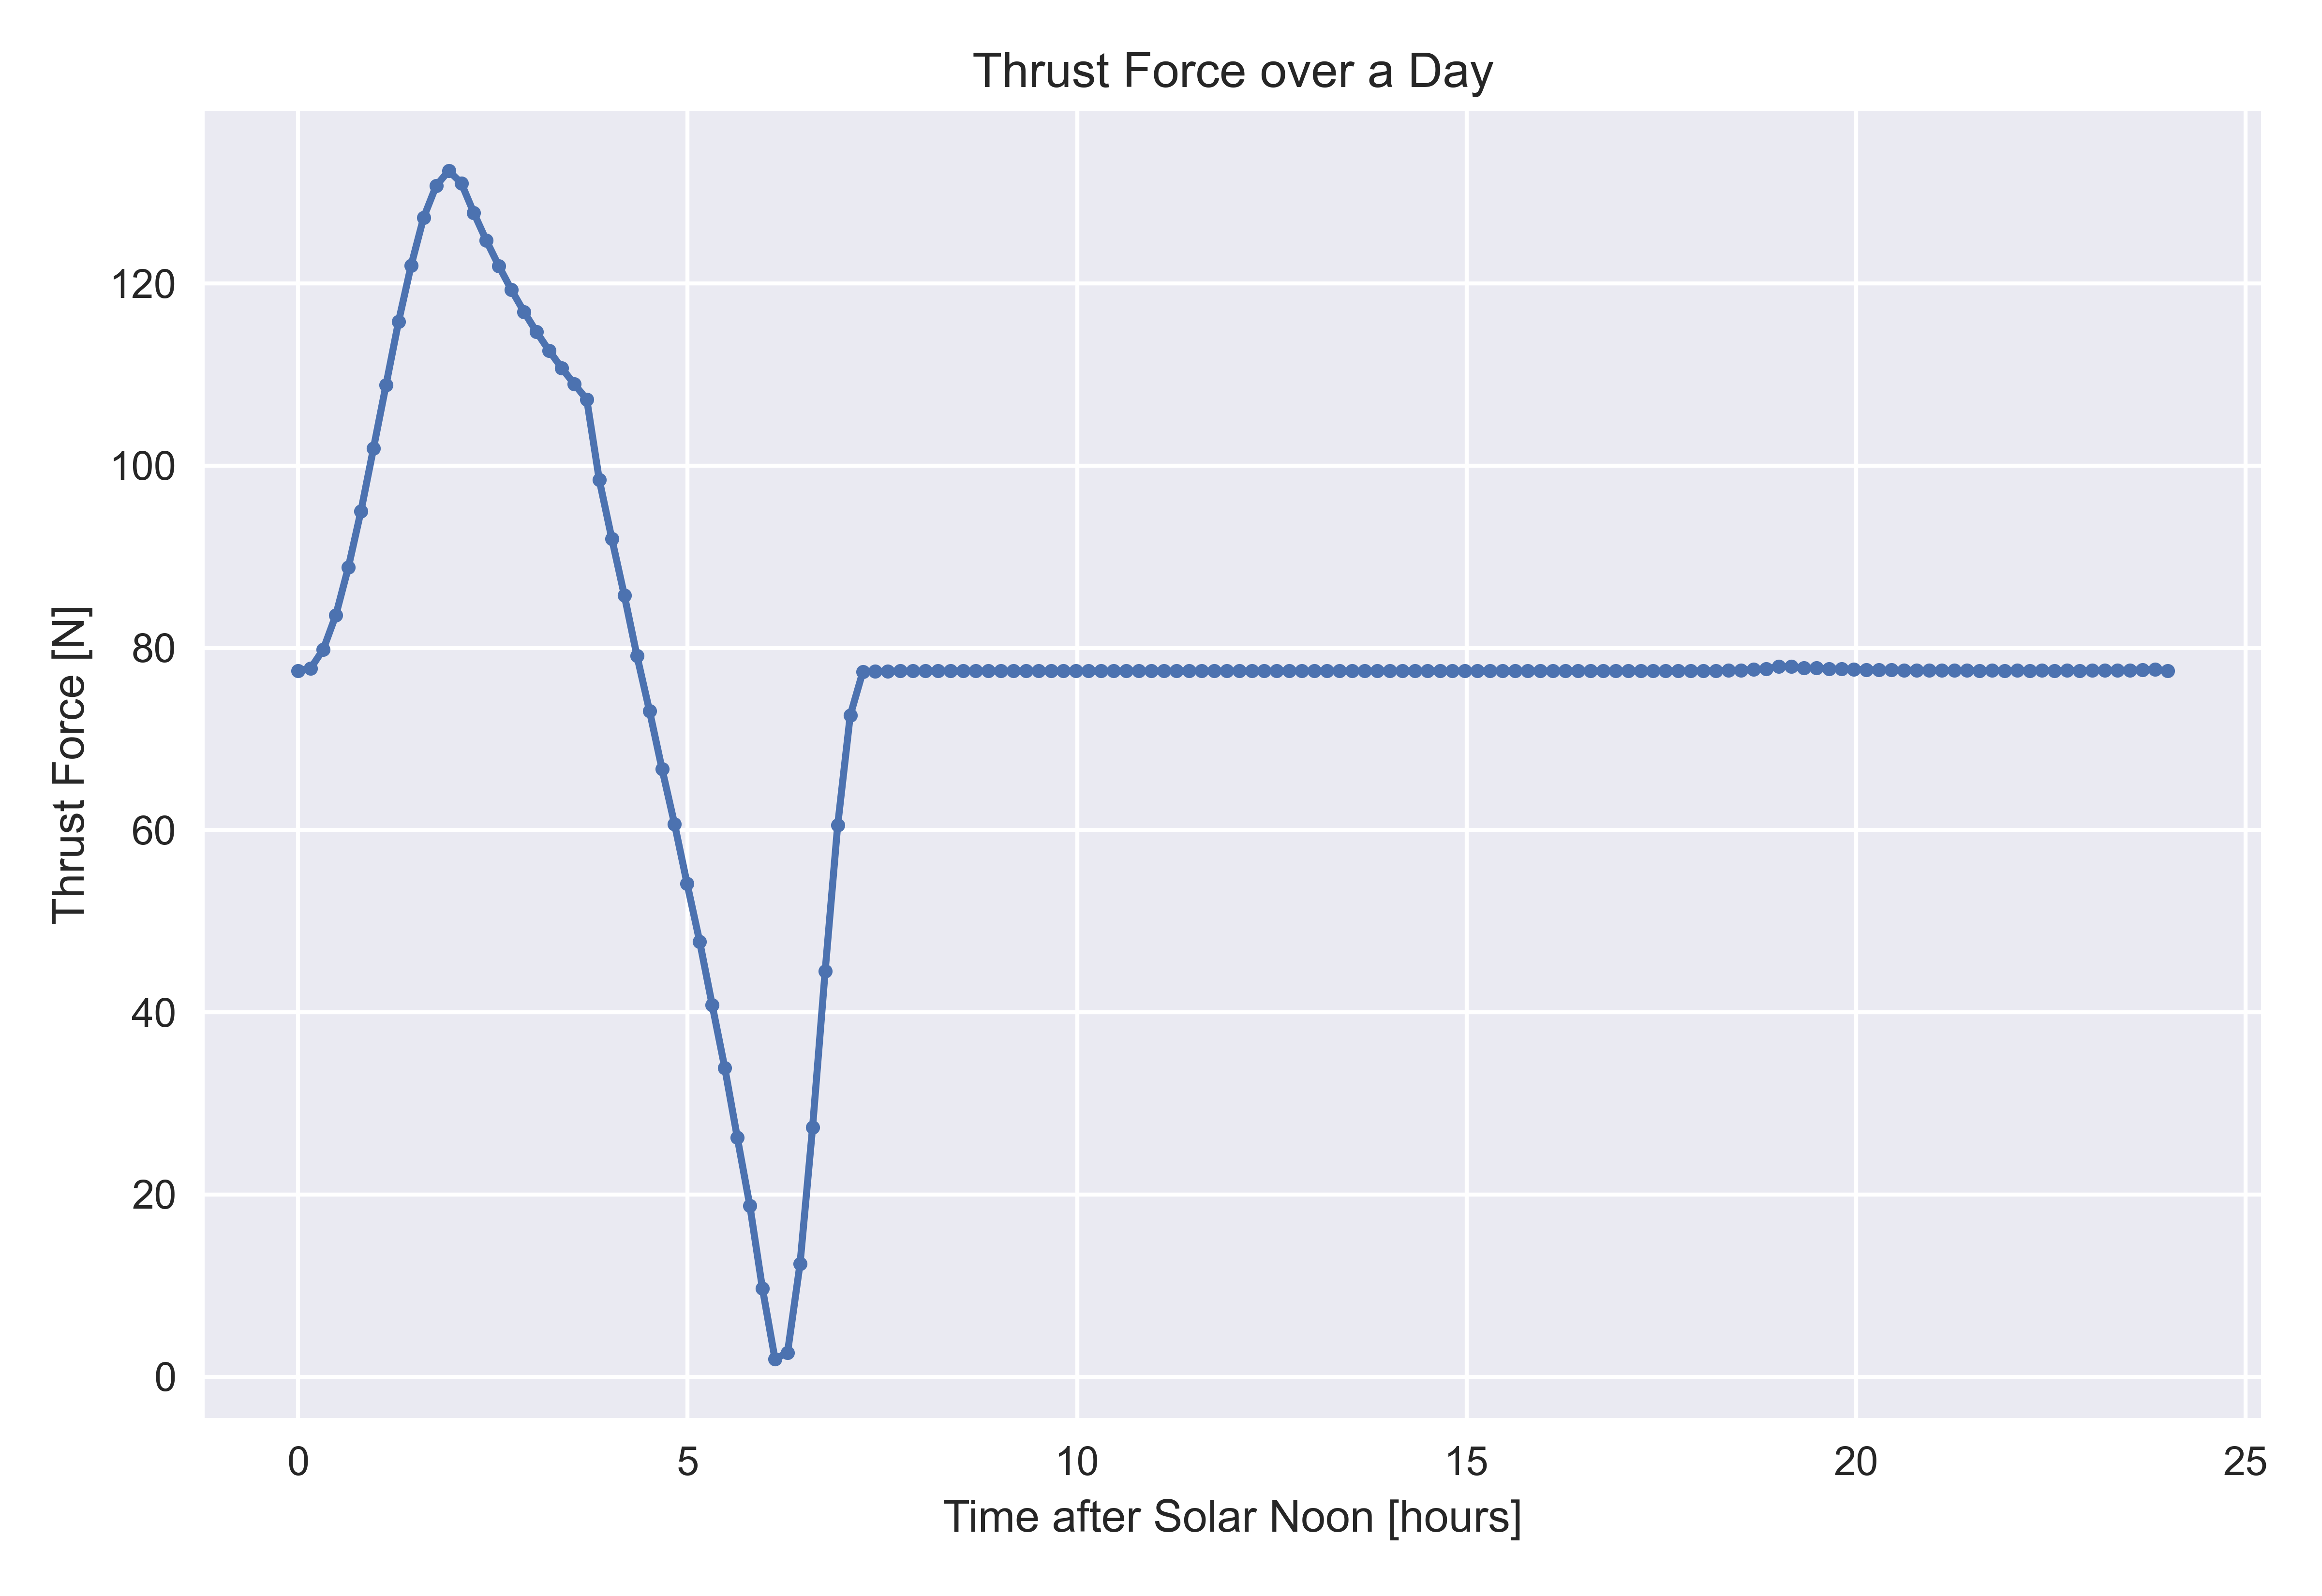 Thrust Force over a Day
Thrust Force [N]
120
100
80
60
40
20
0
0 5 10 15 20 25
Time after Solar Noon [hours]